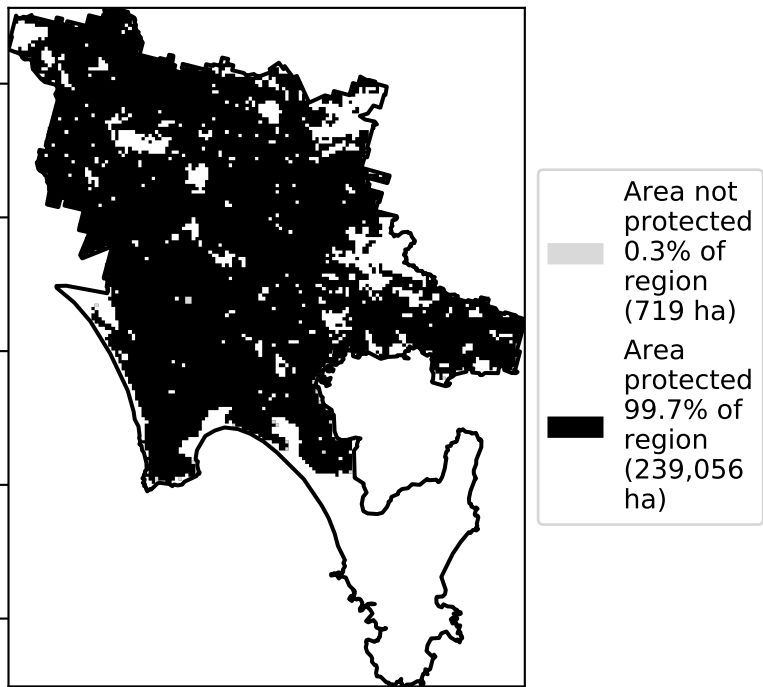 Area not
protected
0.3% of
region
(719 ha)
Area
protected
99.7% of
region
(239,056
ha)